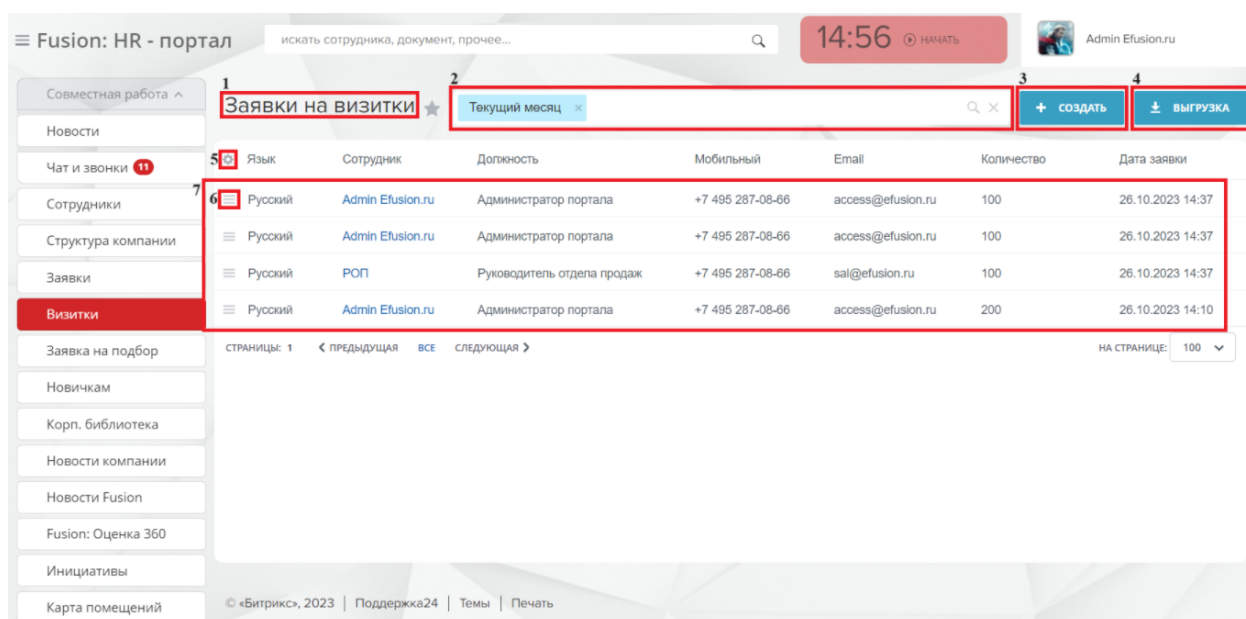 Fusion: HR - портал
искать сотрудника, документ, прочее...
14:56 НАЧАТЬ
Admin Efusion.ru
Совместная работа
Новости
Чат и звонки 11
Сотрудники
Структура компании
Заявки
Визитки
Заявка на подбор
Новичкам
Корп. библиотека
Новости компании
Новости Fusion
Fusion: Оценка 360
Инициативы
Карта помещений
1 2 3 4
Заявки на визитки Текущий месяц × + СОЗДАТЬ ВЫГРУЗКА
5 Язык Сотрудник Должность Мобильный Email Количество Дата заявки
7
6 Русский Admin Efusion.ru Администратор портала +7 495 287-08-66 access@efusion.ru 100 26.10.2023 14:37
Русский Admin Efusion.ru Администратор портала +7 495 287-08-66 access@efusion.ru 100 26.10.2023 14:37
Русский РОП Руководитель отдела продаж +7 495 287-08-66 sal@efusion.ru 100 26.10.2023 14:37
Русский Admin Efusion.ru Администратор портала +7 495 287-08-66 access@efusion.ru 200 26.10.2023 14:10
СТРАНИЦЫ: 1 ПРЕДЫДУЩАЯ ВСЕ СЛЕДУЮЩАЯ НА СТРАНИЦЕ: 100
© «Битрикс», 2023 | Поддержка24 | Темы | Печать